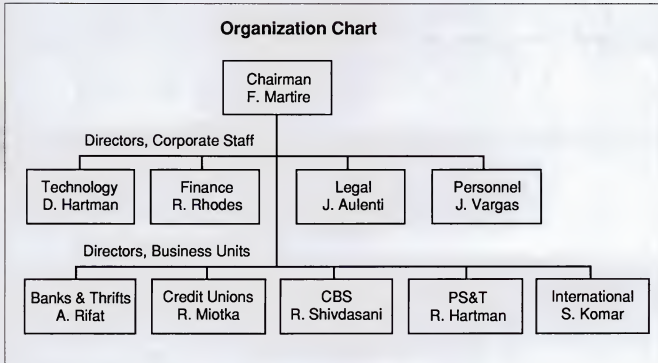 Organization Chart
Chairman
F. Martire
Directors, Corporate Staff
Technology
D. Hartman
Finance
R. Rhodes
Legal
J. Aulenti
Personnel
J. Vargas
Directors, Business Units
Banks & Thrifts
A. Rifat
Credit Unions
R. Miotka
CBS
R. Shivdasani
PS&T
R. Hartman
International
S. Komar